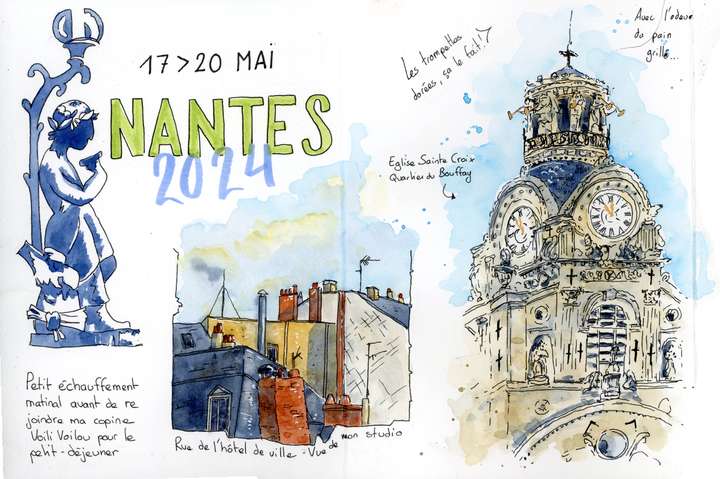 17 > 20 MAI
NANTES
2024
Les trompettes
dorées, ça le fait !
Avec l'odeur
du pain
grillé...
Eglise Sainte Croix
Quartier du Bouffay
Petit échauffement
matinal avant de re
joindre ma copine
Voili Voilou pour le
petit-déjeuner
Rue de l'hôtel de ville - Vue de mon studio